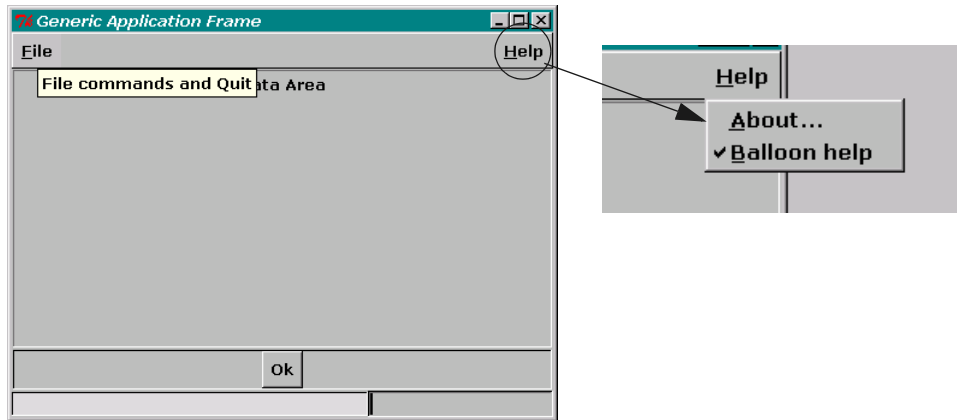 Generic Application Frame
File Help
File commands and Quit ata Area
Ok
Help
About...
Balloon help